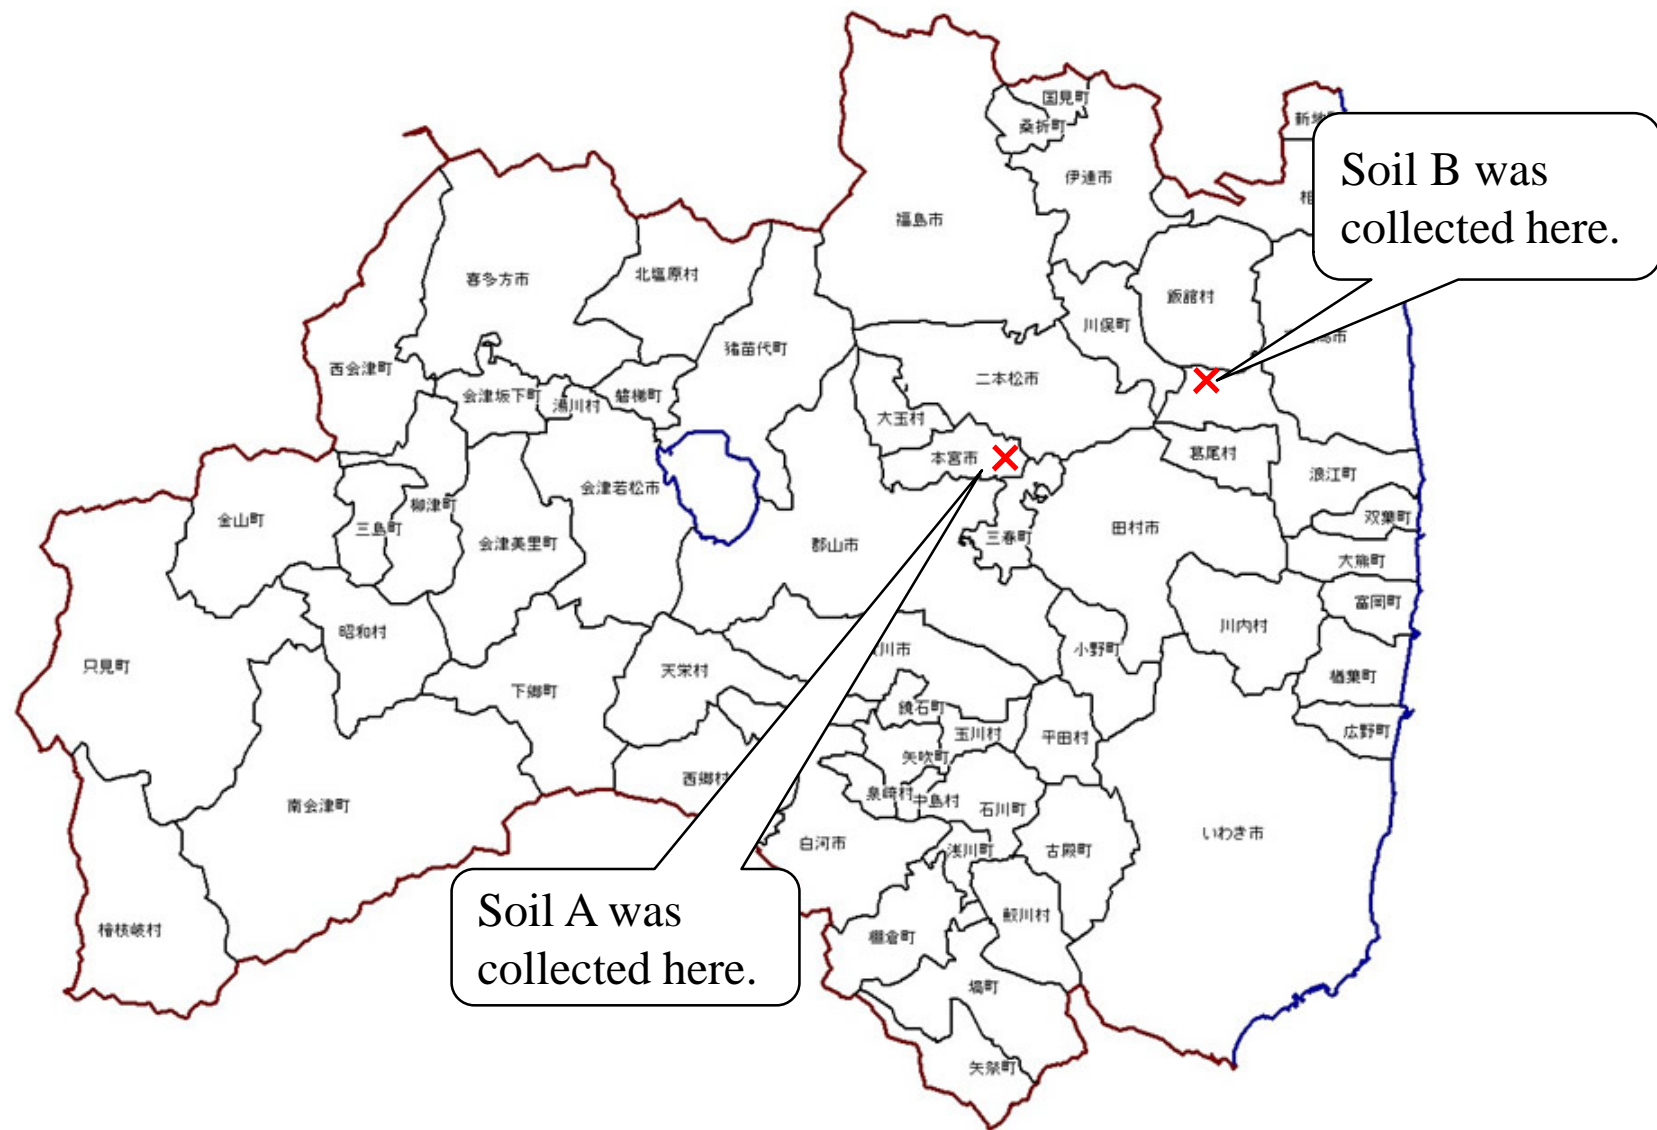 国見町
桑折町
Soil B was
collected here.
伊達市
福島市
喜多方市
北塩原村
飯舘村
川俣町
猪苗代町
西会津町
二本松市
会津坂下町
湯川村
磐梯町
大玉村
本宮市
葛尾村
浪江町
会津若松市
柳津町
金山町
三島町
会津美里町
郡山市
三春町
田村市
双葉町
大熊町
富岡町
昭和村
川内村
只見町
天栄村
川市
小野町
下郷町
楢葉町
鏡石町
玉川村
平田村
広野町
矢吹町
西郷村
泉崎村
中島村
石川町
南会津町
白河市
浅川町
古殿町
いわき市
Soil A was
collected here.
鮫川村
檜枝岐村
棚倉町
塙町
矢祭町